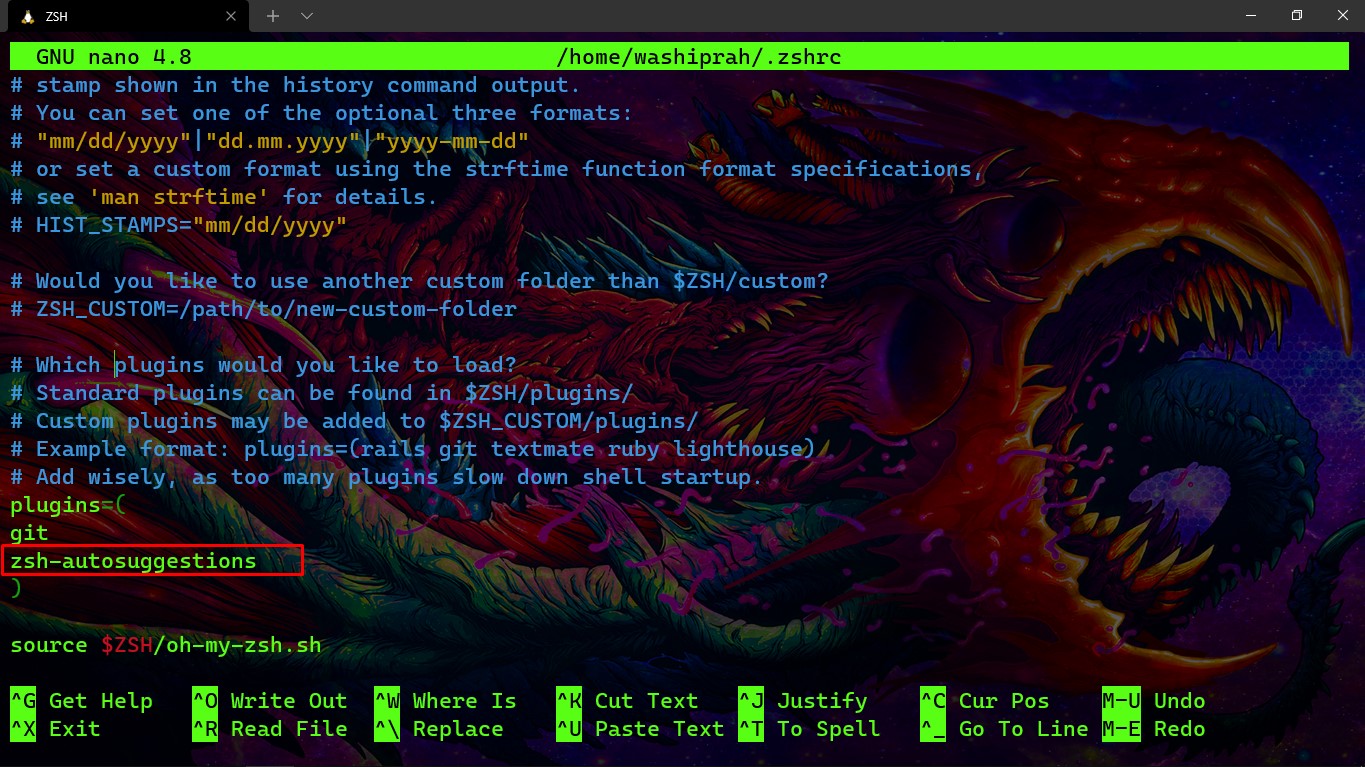 ZSH
GNU nano 4.8 /home/washiprah/.zshrc
# stamp shown in the history command output.
# You can set one of the optional three formats:
# "mm/dd/yyyy"|"dd.mm.yyyy"|"yyyy-mm-dd"
# or set a custom format using the strftime function format specifications,
# see 'man strftime' for details.
# HIST_STAMPS="mm/dd/yyyy"
# Would you like to use another custom folder than $ZSH/custom?
# ZSH_CUSTOM=/path/to/new-custom-folder
# Which plugins would you like to load?
# Standard plugins can be found in $ZSH/plugins/
# Custom plugins may be added to $ZSH_CUSTOM/plugins/
# Example format: plugins=(rails git textmate ruby lighthouse)
# Add wisely, as too many plugins slow down shell startup.
plugins=(
git
zsh-autosuggestions
)
source $ZSH/oh-my-zsh.sh
^G Get Help ^O Write Out ^W Where Is ^K Cut Text ^J Justify ^C Cur Pos M-U Undo
^X Exit ^R Read File ^\ Replace ^U Paste Text ^T To Spell ^_ Go To Line M-E Redo